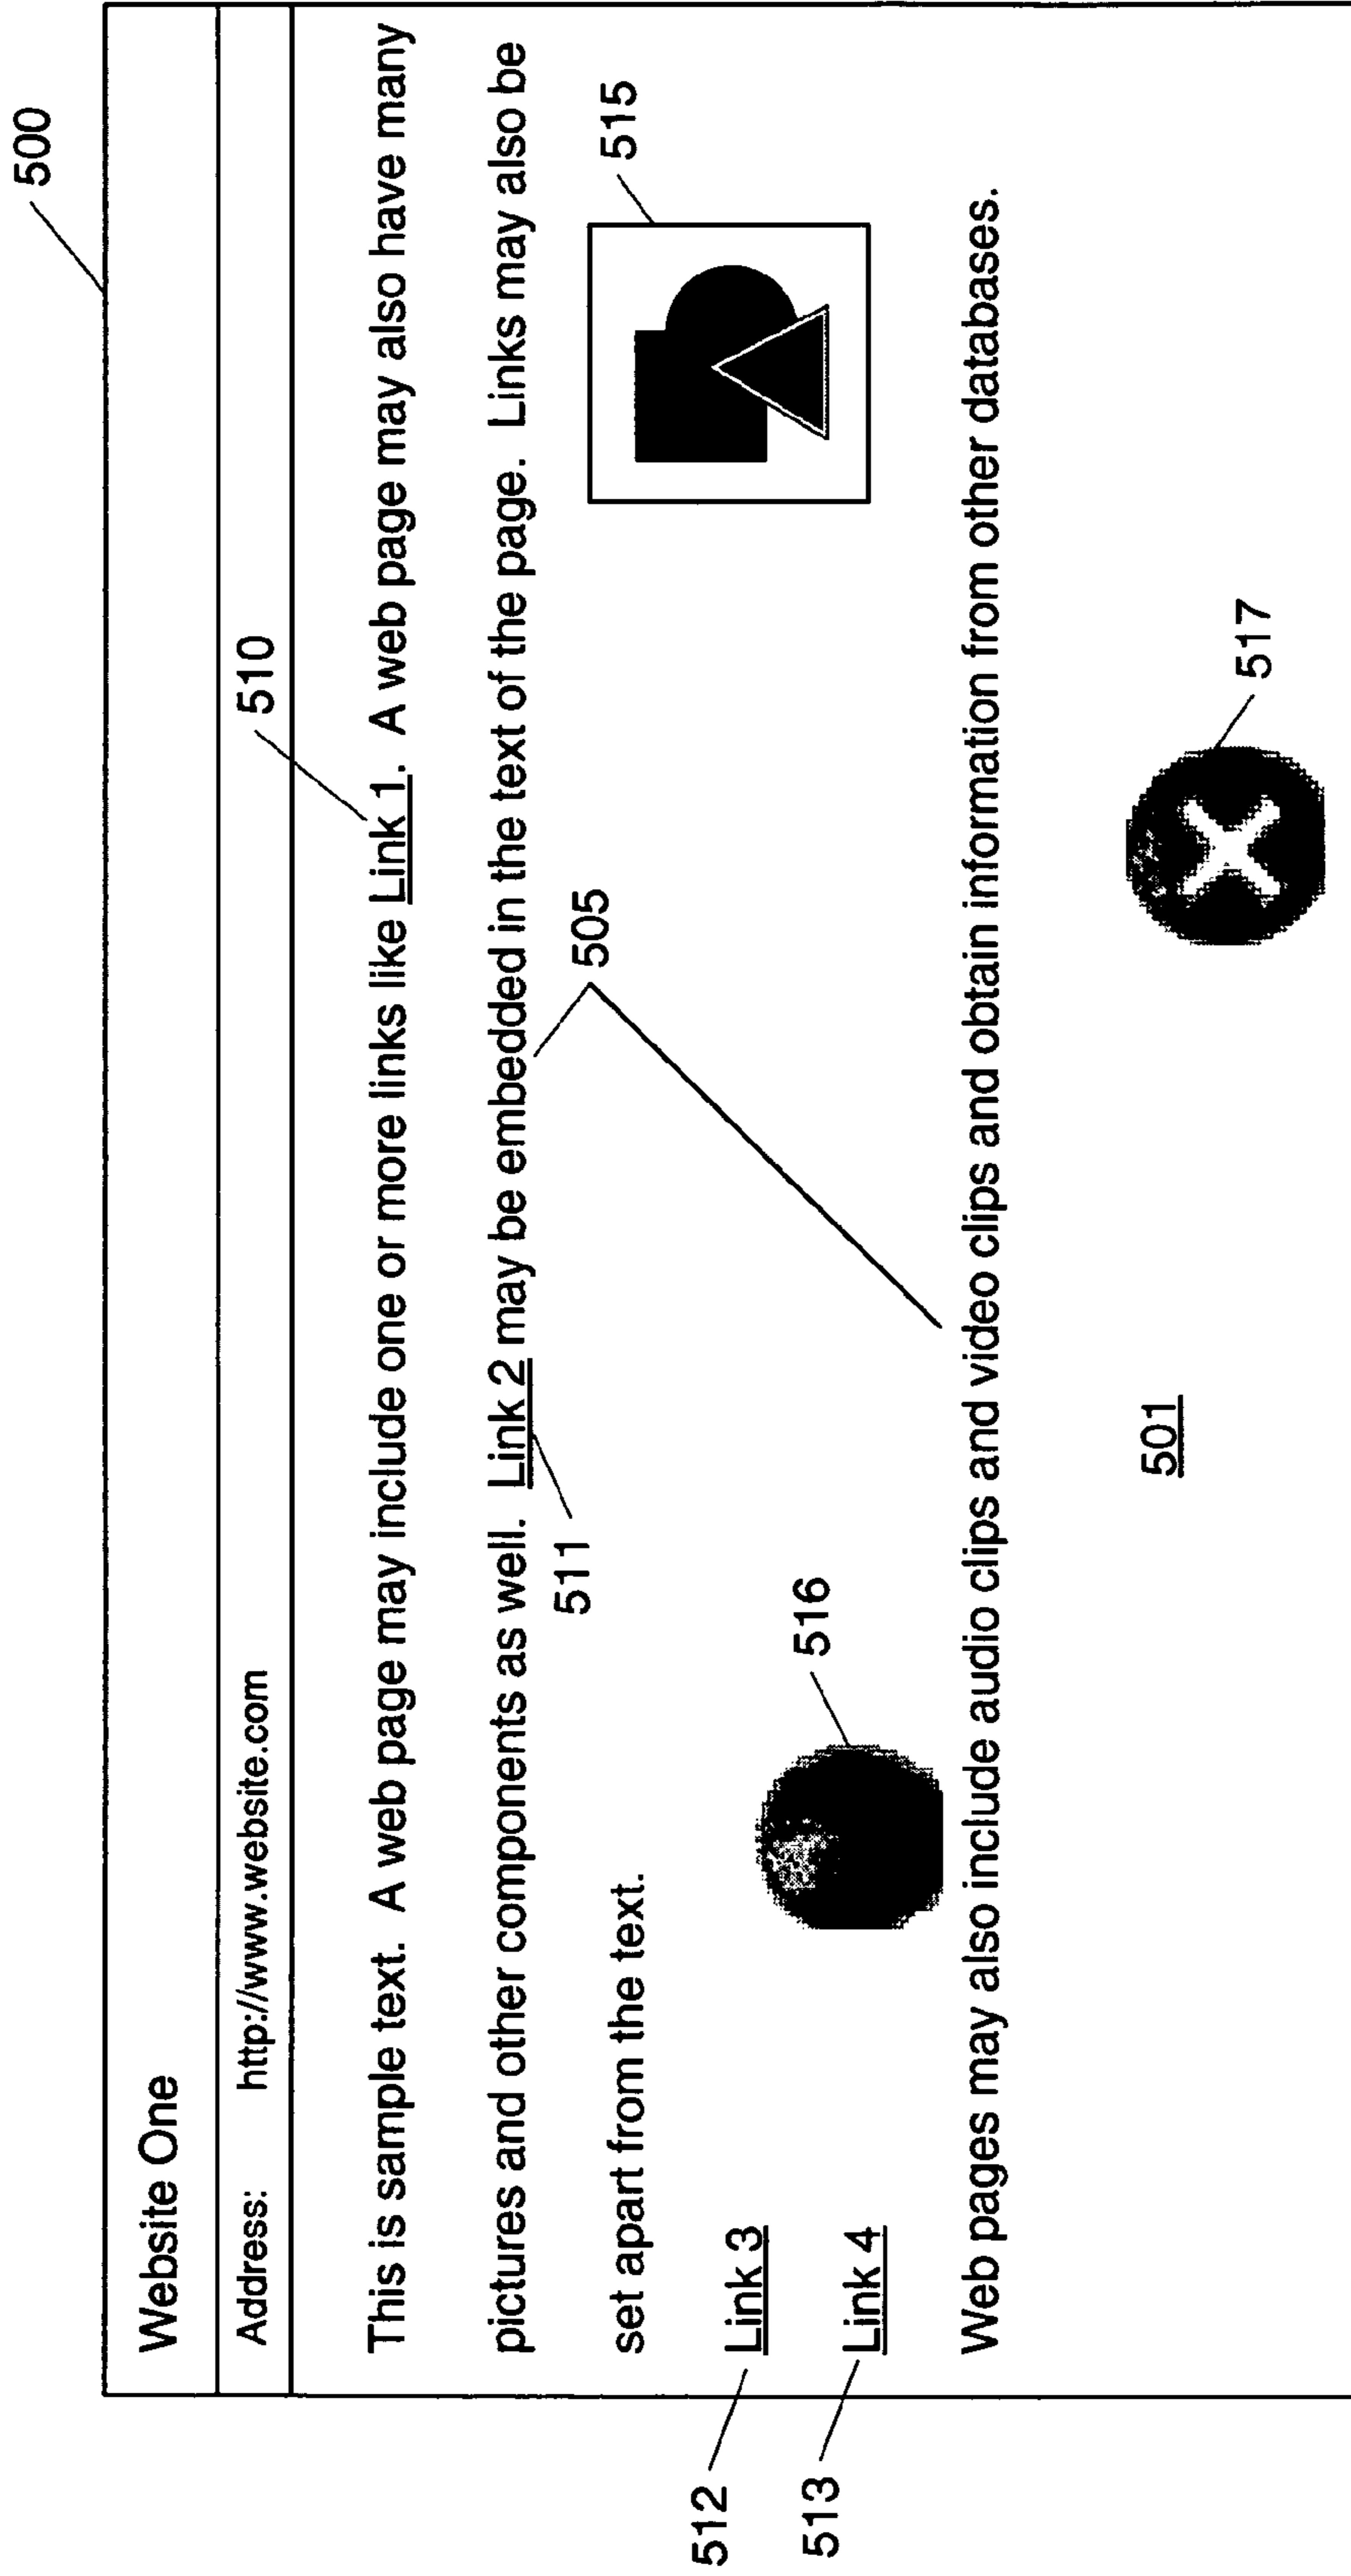 500
Website One
Address: http://www.website.com
510
This is sample text. A web page may include one or more links like Link 1. A web page may also have many
pictures and other components as well. Link 2 may be embedded in the text of the page. Links may also be
511
505
515
set apart from the text.
512
Link 3
516
513
Link 4
Web pages may also include audio clips and video clips and obtain information from other databases.
501
517